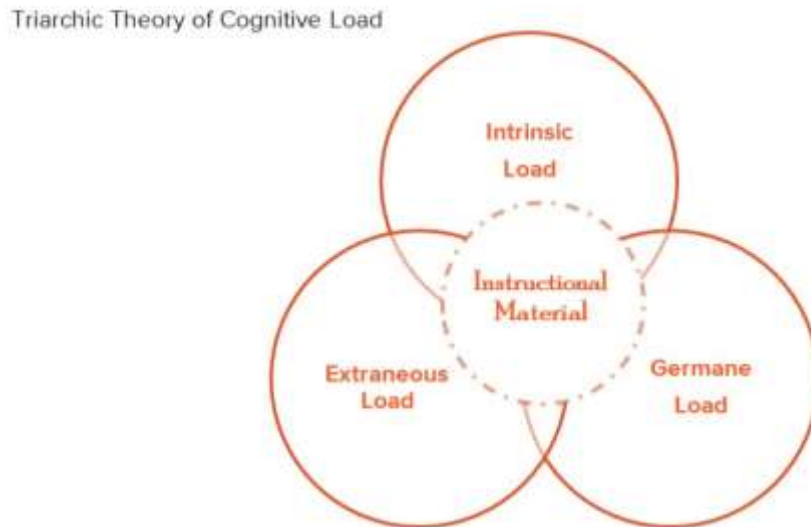 Triarchic Theory of Cognitive Load
Intrinsic
Load
Instructional
Material
Extraneous
Load
Germane
Load